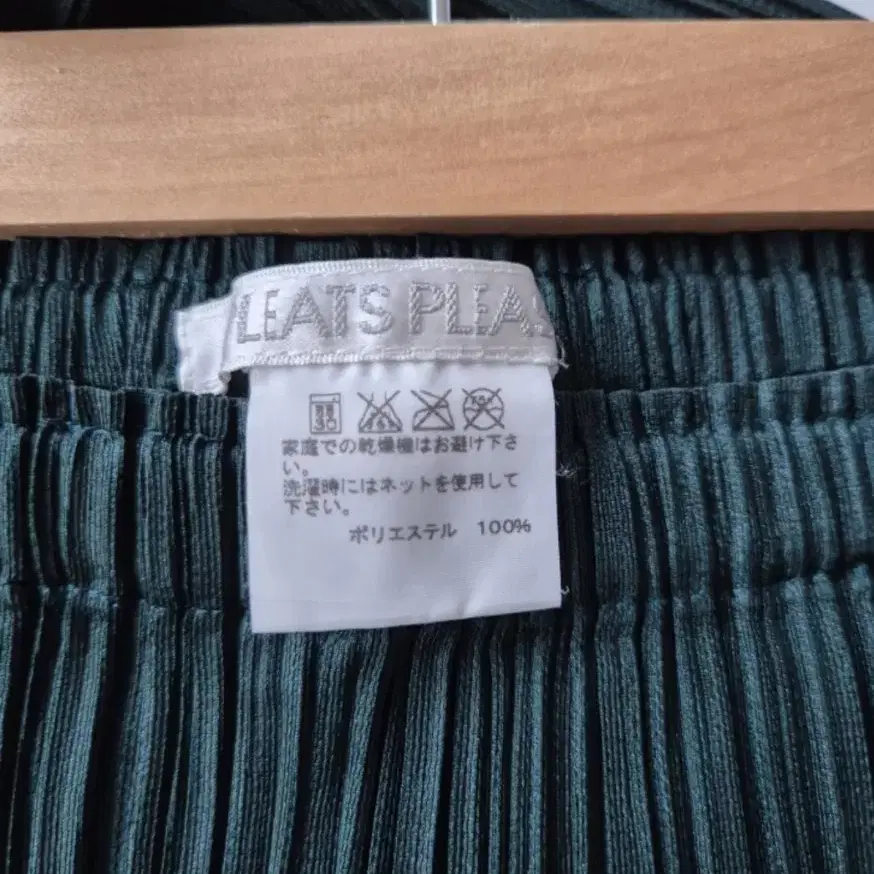 LEATS PLEAS
30
家庭での乾燥機はお避け下さ
い。
洗濯時にはネットを使用して
下さい。
ポリエステル 100%